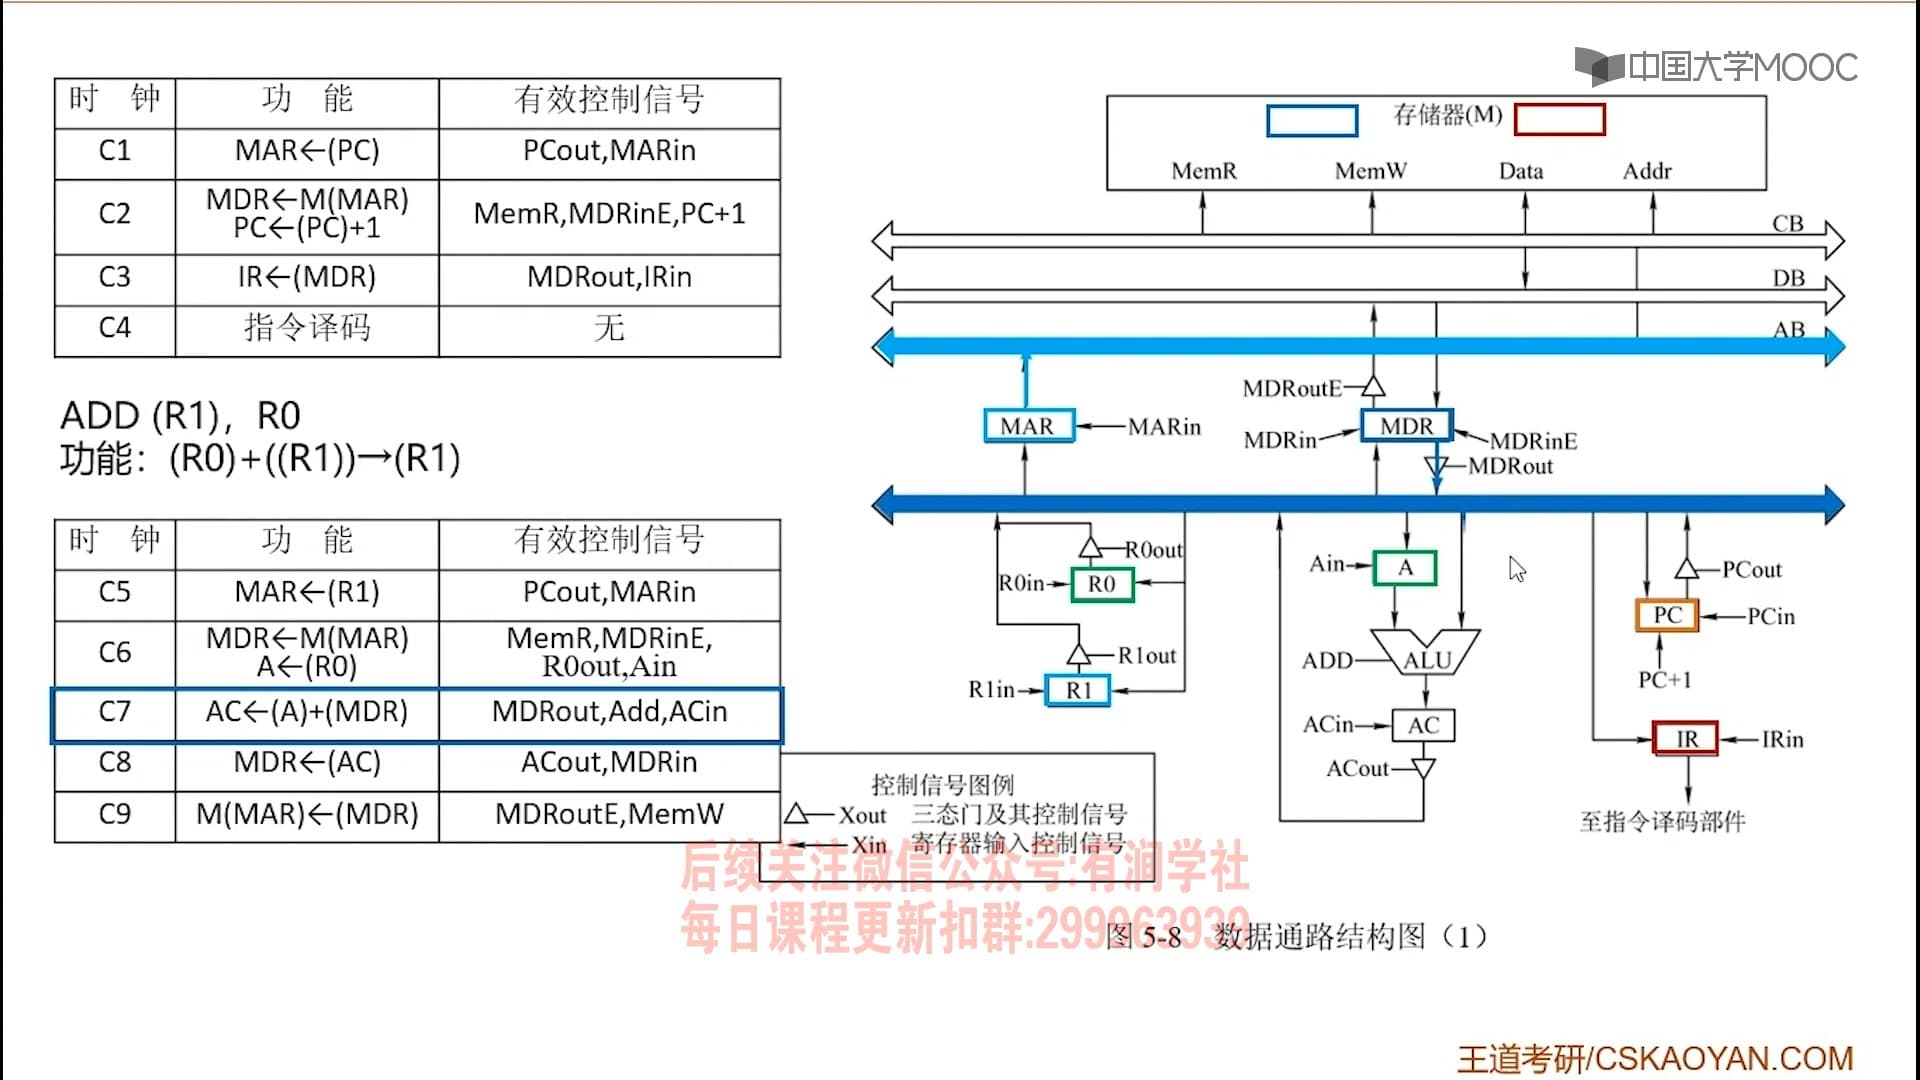 中国大学MOOC
时 钟 功 能 有效控制信号
C1 MAR←(PC) PCout,MARin
C2 MDR←M(MAR) PC←(PC)+1 MemR,MDRinE,PC+1
C3 IR←(MDR) MDRout,IRin
C4 指令译码 无
ADD (R1)，R0
功能：(R0)+((R1))→(R1)
时 钟 功 能 有效控制信号
C5 MAR←(R1) PCout,MARin
C6 MDR←M(MAR) A←(R0) MemR,MDRinE, R0out,Ain
C7 AC←(A)+(MDR) MDRout,Add,ACin
C8 MDR←(AC) ACout,MDRin
C9 M(MAR)←(MDR) MDRoutE,MemW
存储器(M)
MemR MemW Data Addr
CB
DB
AB
MDRoutE
MAR MARin MDRin MDR MDRinE
MDRout
R0out
R0in R0
R1out
R1in R1
Ain A
ADD ALU
ACin AC
ACout
PCout
PC PCin
PC+1
IR IRin
至指令译码部件
控制信号图例
Xout 三态门及其控制信号
Xin 寄存器输入控制信号
后续关注微信公众号:有润学社
每日课程更新扣群:299963939
图 5-8 数据通路结构图（1）
王道考研/CSKAOYAN.COM